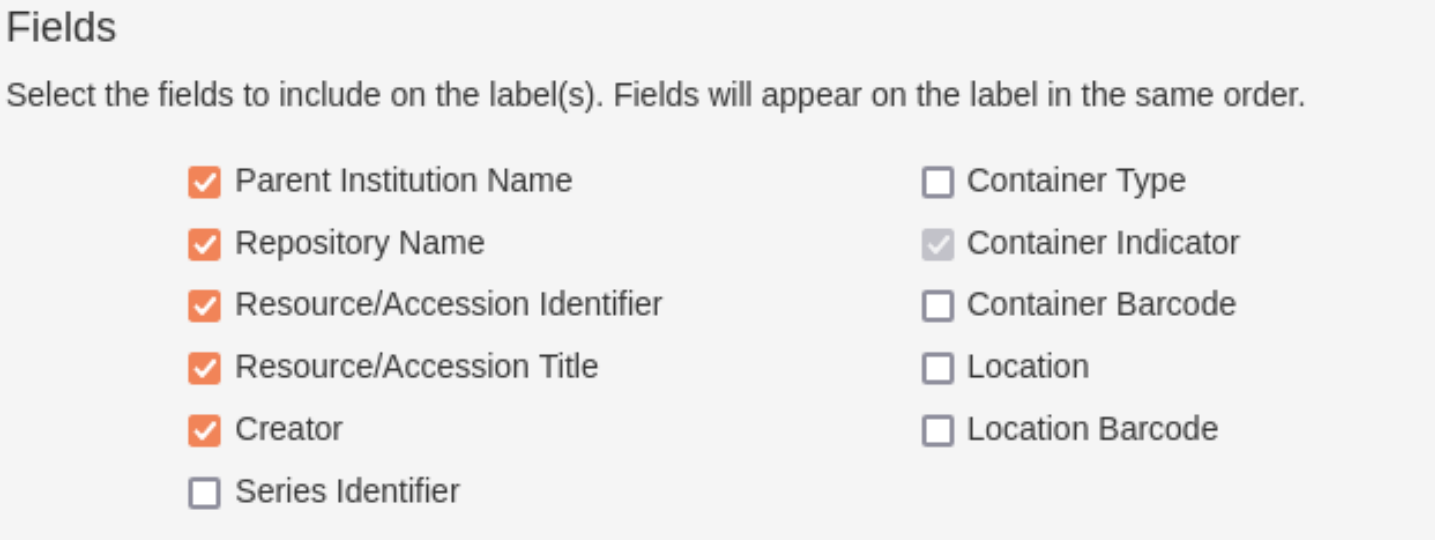 Fields
Select the fields to include on the label(s). Fields will appear on the label in the same order.
Parent Institution Name
Repository Name
Resource/Accession Identifier
Resource/Accession Title
Creator
Series Identifier
Container Type
Container Indicator
Container Barcode
Location
Location Barcode